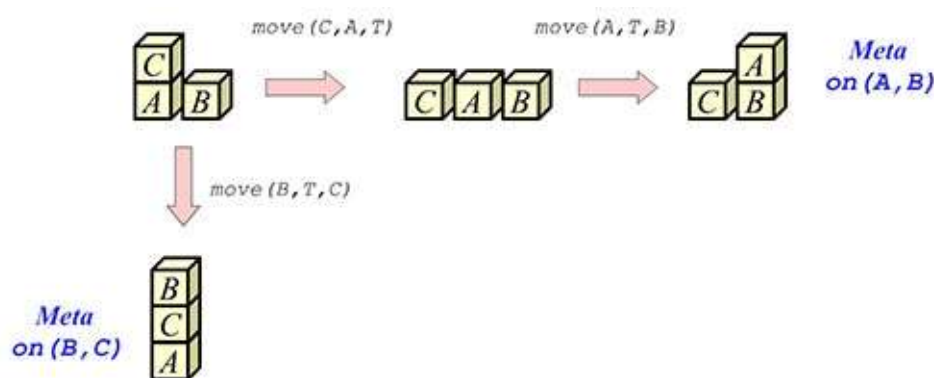 move(C,A,T)
move(A,T,B)
C
A B
C A B
A
C B
Meta
on(A,B)
move(B,T,C)
B
C
A
Meta
on(B,C)